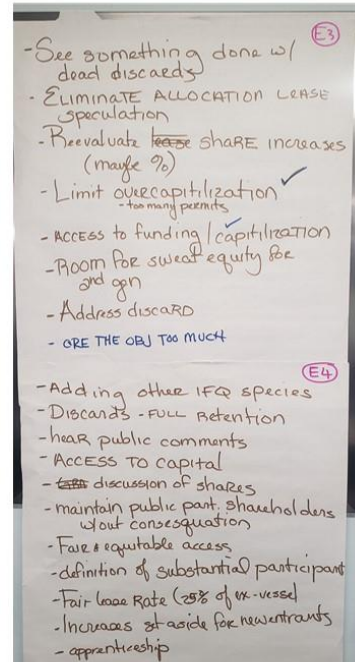 E3
- See something done w/
dead discards
- ELIMINATE ALLOCATION LEASE
speculation
- Reevaluate lease SHARE increases
(maybe %)
- Limit overcapitilization ✓
- too many permits
- ACCESS to funding / capitilization
- Room for sweat equity for
2nd gen
- Address discard
- ARE THE OBJ TOO MUCH
E4
- Adding other IFQ species
- Discards - FULL Retention
- hear public comments
- ACCESS TO CAPITAL
- discussion of shares
- maintain public part. shareholders
w/out consesquation
- Fair & equitable access
- definition of substantial participant
- Fair lease Rate (25% of ex-vessel
- Increases st aside for new entrants
- apprenticeship